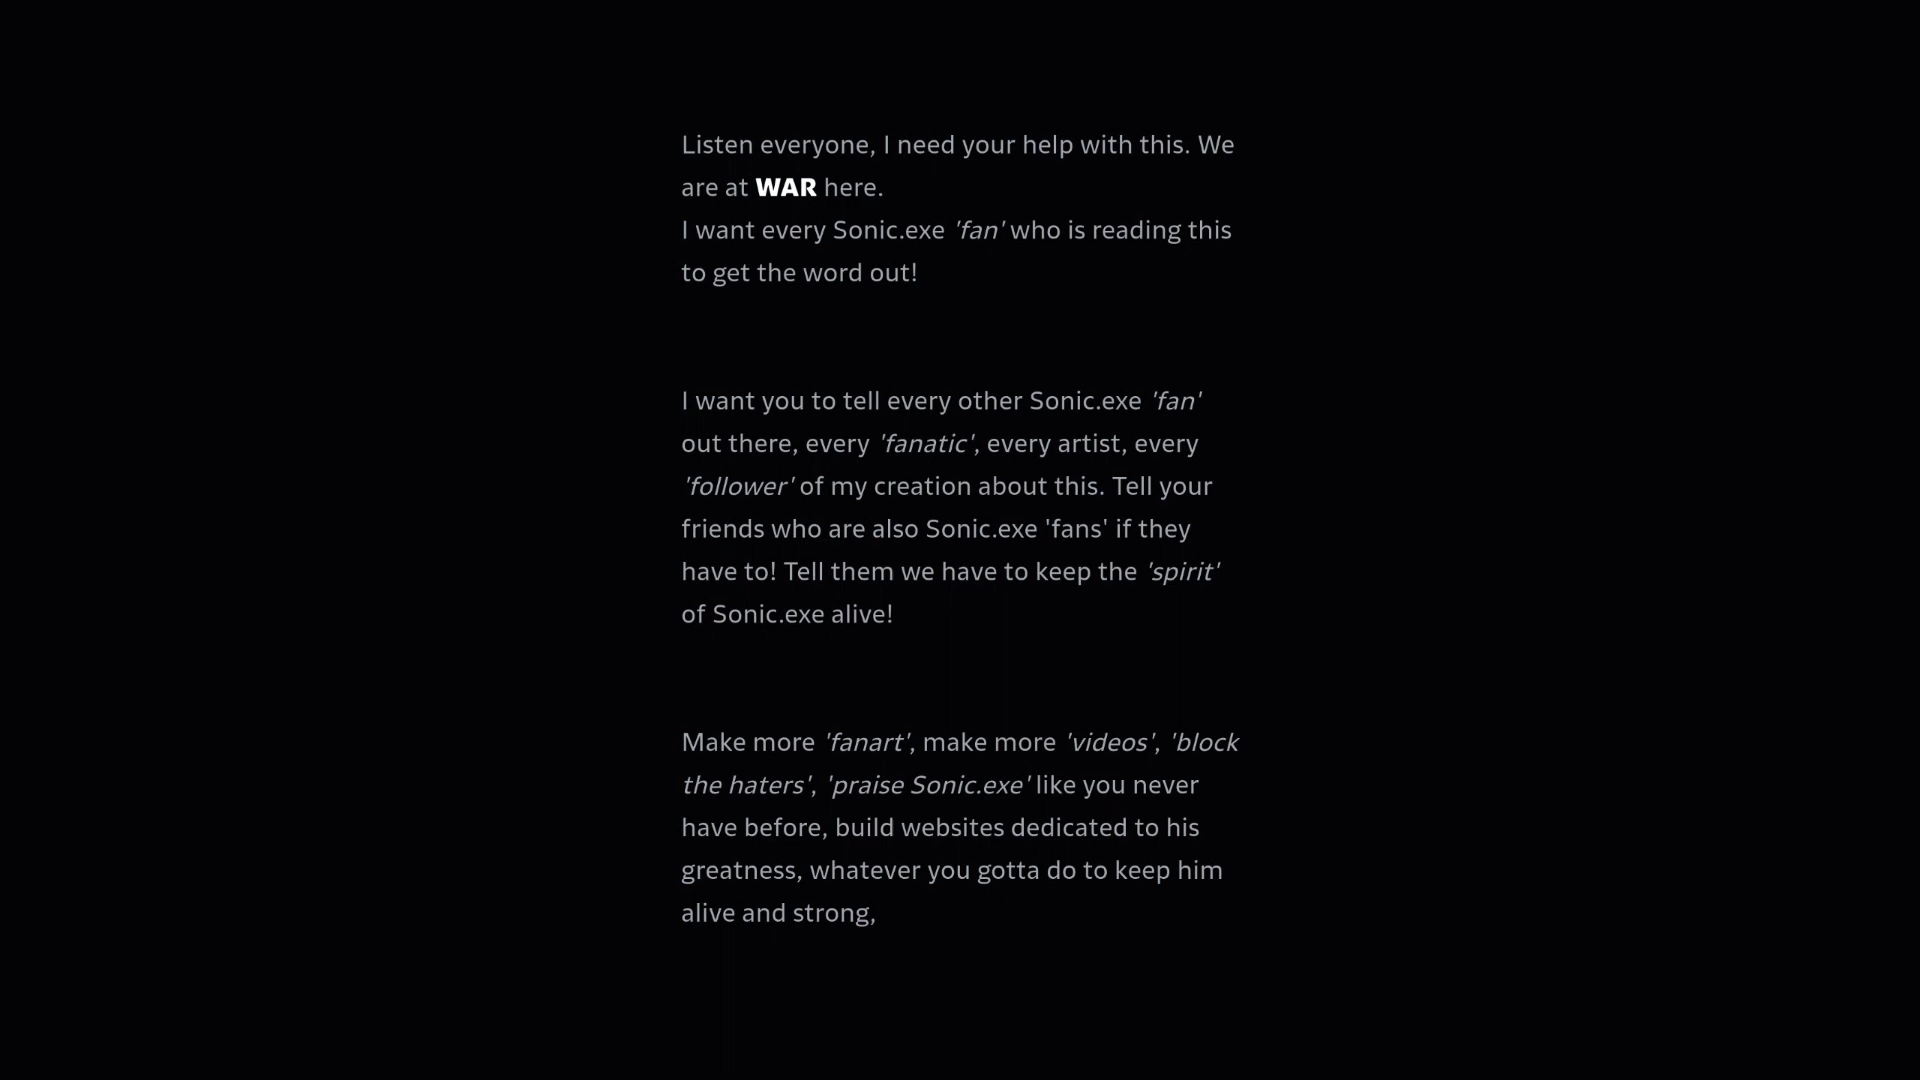 Listen everyone, I need your help with this. We
are at WAR here.
I want every Sonic.exe 'fan' who is reading this
to get the word out!
I want you to tell every other Sonic.exe 'fan'
out there, every 'fanatic', every artist, every
'follower' of my creation about this. Tell your
friends who are also Sonic.exe 'fans' if they
have to! Tell them we have to keep the 'spirit'
of Sonic.exe alive!
Make more 'fanart', make more 'videos', 'block
the haters', 'praise Sonic.exe' like you never
have before, build websites dedicated to his
greatness, whatever you gotta do to keep him
alive and strong,